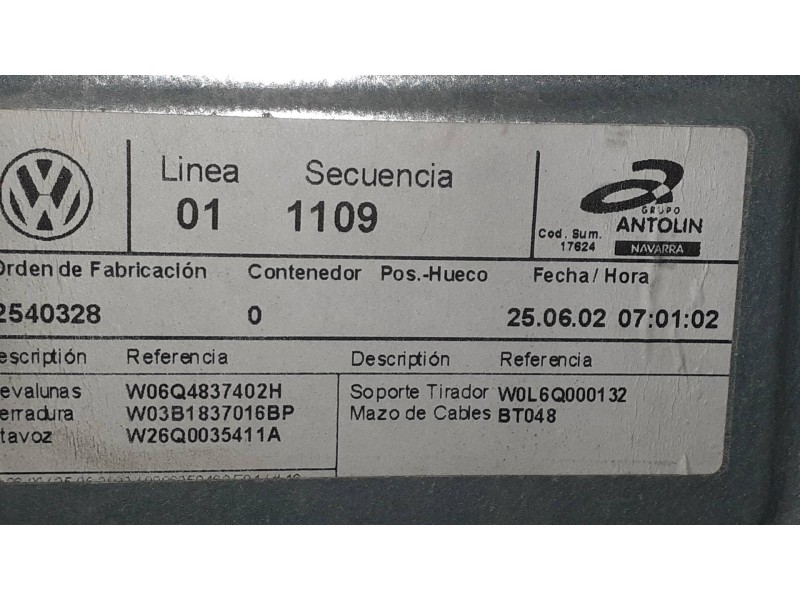 Linea Secuencia
01 1109
GRUPO
ANTOLIN
NAVARRA
Cod. Sum.
17624
Orden de Fabricación Contenedor Pos.-Hueco Fecha/Hora
2540328 0 25.06.02 07:01:02
escripción Referencia Descripción Referencia
evalunas W06Q4837402H Soporte Tirador W0L6Q000132
erradura W03B1837016BP Mazo de Cables BT048
tavoz W26Q0035411A